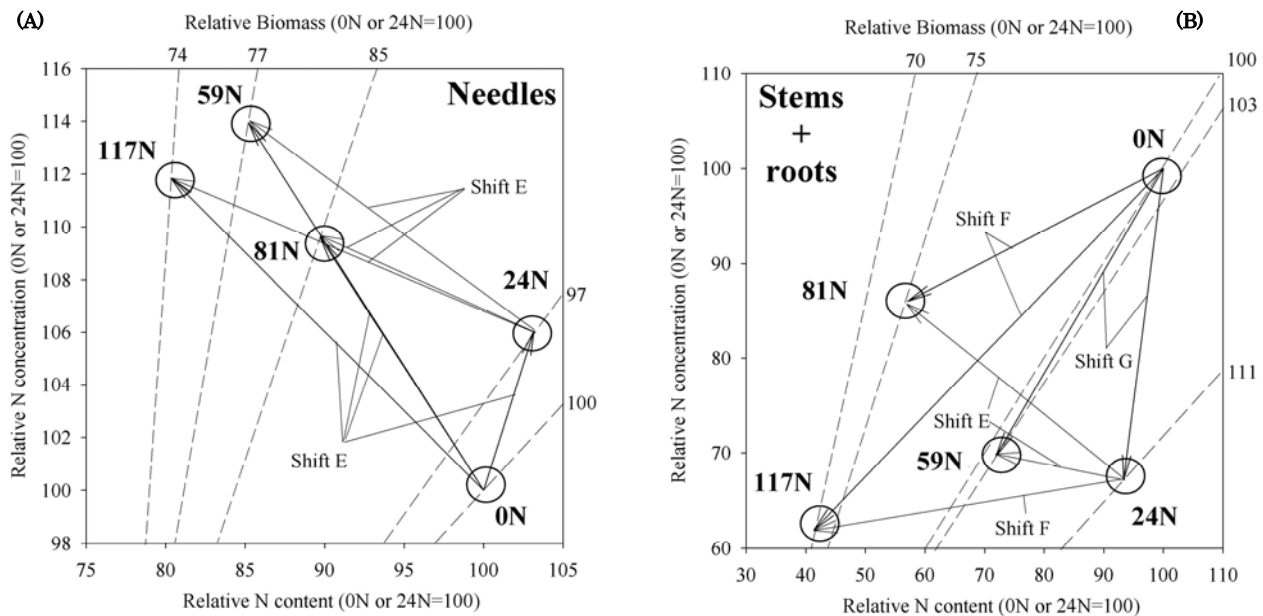 (A)
Relative Biomass (0N or 24N=100)
74
77
85
116
114
112
110
108
106
104
102
100
98
Relative N concentration (0N or 24N=100)
Needles
59N
117N
81N
24N
0N
Shift E
Shift E
97
100
75
80
85
90
95
100
105
Relative N content (0N or 24N=100)
(B)
Relative Biomass (0N or 24N=100)
70
75
100
103
111
110
100
90
80
70
60
Relative N concentration (0N or 24N=100)
Stems
+
roots
0N
81N
59N
117N
24N
Shift F
Shift G
Shift E
Shift F
30
40
50
60
70
80
90
100
110
Relative N content (0N or 24N=100)